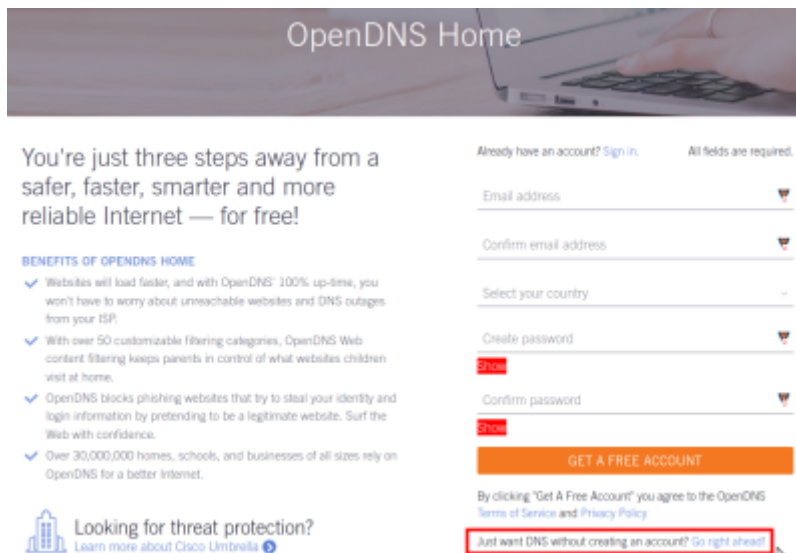 OpenDNS Home
You're just three steps away from a
safer, faster, smarter and more
reliable Internet — for free!
BENEFITS OF OPENDNS HOME
Websites will load faster, and with OpenDNS' 100% up-time, you
won't have to worry about unreachable websites and DNS outages
from your ISP.
With over 50 customizable filtering categories, OpenDNS Web
content filtering keeps parents in control of what websites children
visit at home.
OpenDNS blocks phishing websites that try to steal your identity and
login information by pretending to be a legitimate website. Surf the
Web with confidence.
Over 30,000,000 homes, schools, and businesses of all sizes rely on
OpenDNS for a better Internet.
Looking for threat protection?
Learn more about Cisco Umbrella
Already have an account? Sign in. All fields are required.
Email address
Confirm email address
Select your country
Create password
Show
Confirm password
Show
GET A FREE ACCOUNT
By clicking "Get A Free Account" you agree to the OpenDNS
Terms of Service and Privacy Policy
Just want DNS without creating an account? Go right ahead!